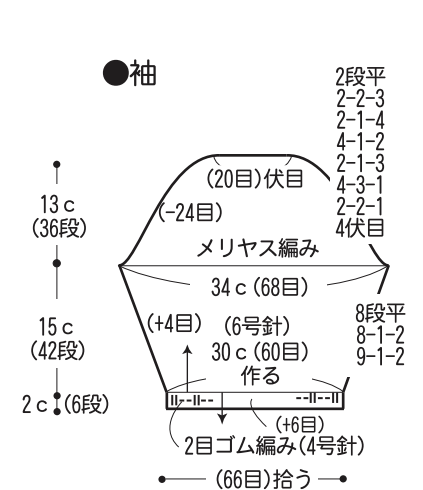 ●袖
2段平
2-2-3
2-1-4
4-1-2
2-1-3
4-3-1
2-2-1
4伏目
(20目)伏目
13c
(36段)
(-24目)
メリヤス編み
34c(68目)
8段平
8-1-2
9-1-2
15c
(42段)
(+4目)
(6号針)
30c(60目)
作る
2c
(6段)
(+6目)
2目ゴム編み(4号針)
(66目)拾う